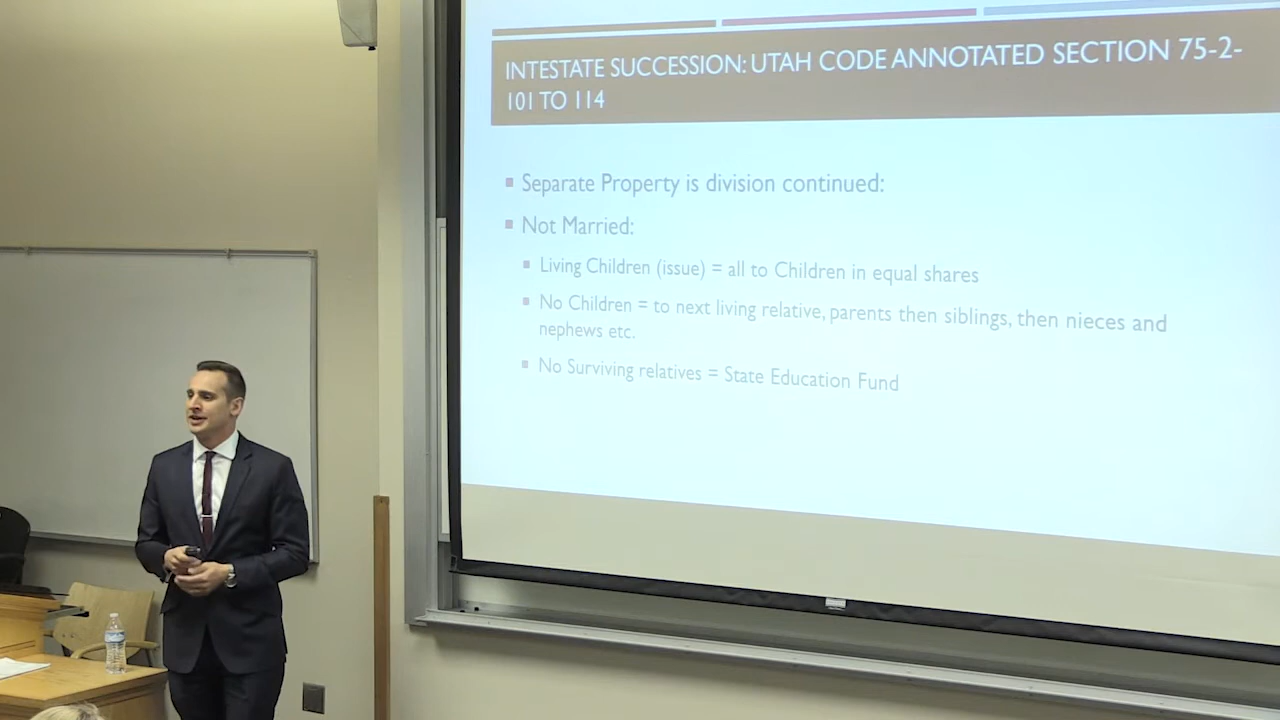 INTESTATE SUCCESSION: UTAH CODE ANNOTATED SECTION 75-2-
101 TO 114
Separate Property is division continued:
Not Married:
Living Children (issue) = all to Children in equal shares
No Children = to next living relative, parents then siblings, then nieces and
nephews etc.
No Surviving relatives = State Education Fund